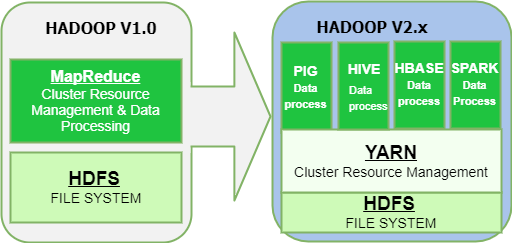 HADOOP V1.0
MapReduce
Cluster Resource
Management & Data
Processing
HDFS
FILE SYSTEM
HADOOP V2.x
PIG
Data
process
HIVE
Data
process
HBASE
Data
process
SPARK
Data
Process
YARN
Cluster Resource Management
HDFS
FILE SYSTEM